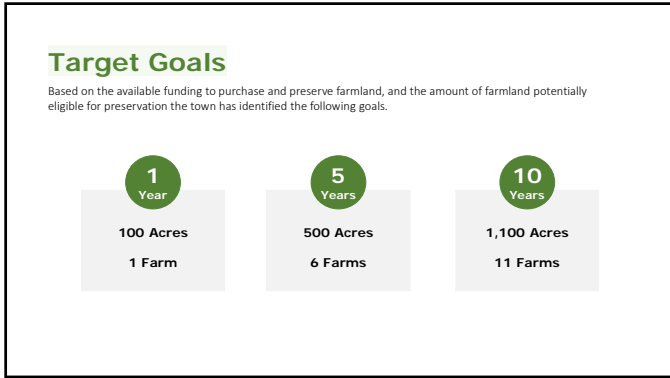 Target Goals
Based on the available funding to purchase and preserve farmland, and the amount of farmland potentially
eligible for preservation the town has identified the following goals.
1
Year
100 Acres
1 Farm
5
Years
500 Acres
6 Farms
10
Years
1,100 Acres
11 Farms